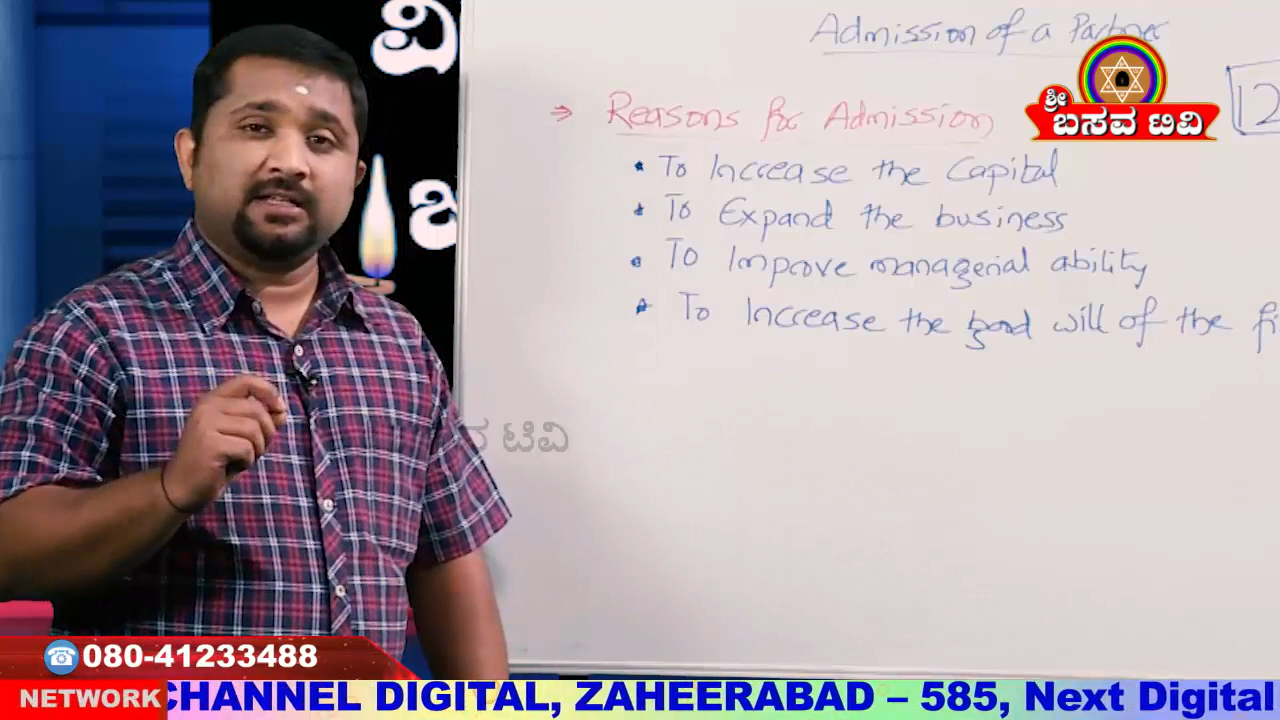 Admission of a Partner
ಶ್ರೀ
ಬಸವ ಟಿವಿ
12
⇒ Reasons for Admission
• To Increase the Capital
• To Expand the business
• To Improve managerial ability
• To Increase the good will of the fi
ವಿ
ಟಿವಿ
080-41233488
NETWORK CHANNEL DIGITAL, ZAHEERABAD – 585, Next Digital